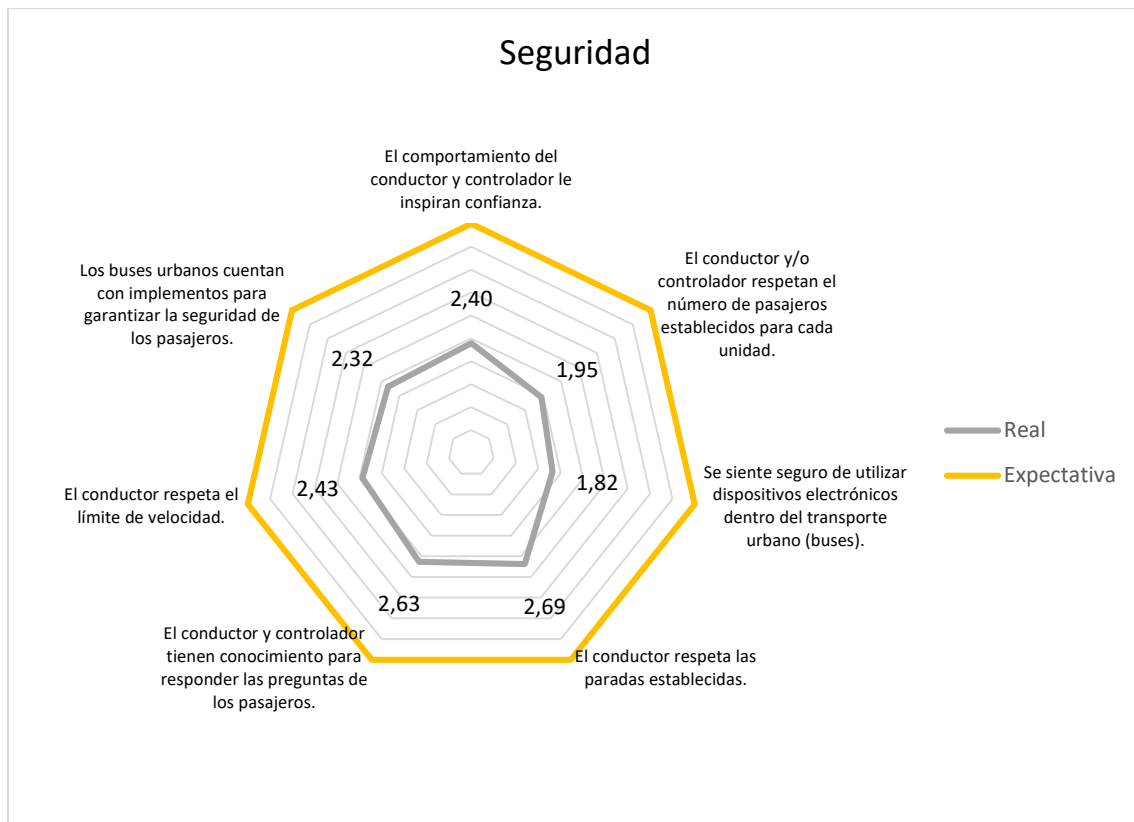 Seguridad
El comportamiento del
conductor y controlador le
inspiran confianza.
El conductor y/o
controlador respetan el
número de pasajeros
establecidos para cada
unidad.
Se siente seguro de utilizar
dispositivos electrónicos
dentro del transporte
urbano (buses).
El conductor respeta las
paradas establecidas.
El conductor y controlador
tienen conocimiento para
responder las preguntas de
los pasajeros.
El conductor respeta el
límite de velocidad.
Los buses urbanos cuentan
con implementos para
garantizar la seguridad de
los pasajeros.
2,40
1,95
1,82
2,69
2,63
2,43
2,32
Real
Expectativa